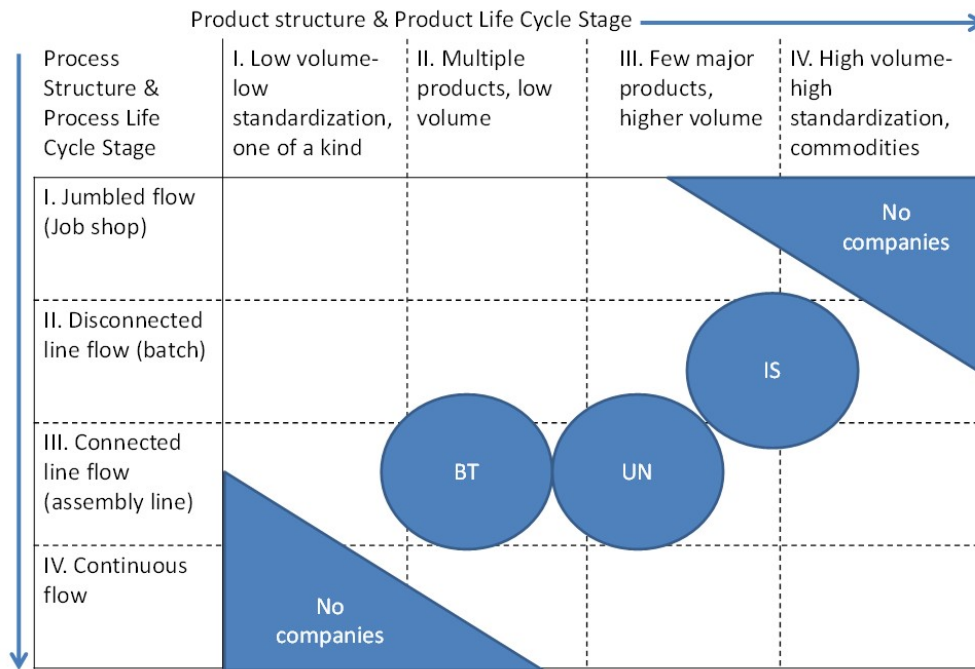 Product structure & Product Life Cycle Stage
Process
Structure &
Process Life
Cycle Stage
I. Low volume-
low
standardization,
one of a kind
II. Multiple
products, low
volume
III. Few major
products,
higher volume
IV. High volume-
high
standardization,
commodities
I. Jumbled flow
(Job shop)
No
companies
II. Disconnected
line flow (batch)
IS
III. Connected
line flow
(assembly line)
BT
UN
IV. Continuous
flow
No
companies